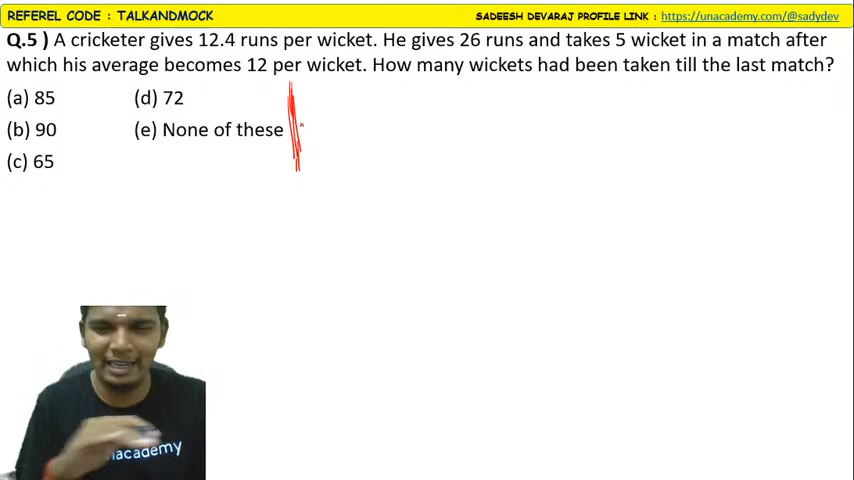 REFEREL CODE : TALKANDMOCK
SADEESH DEVARAJ PROFILE LINK : https://unacademy.com/@sadydev
Q.5 ) A cricketer gives 12.4 runs per wicket. He gives 26 runs and takes 5 wicket in a match after
which his average becomes 12 per wicket. How many wickets had been taken till the last match?
(a) 85 (d) 72
(b) 90 (e) None of these
(c) 65
unacademy